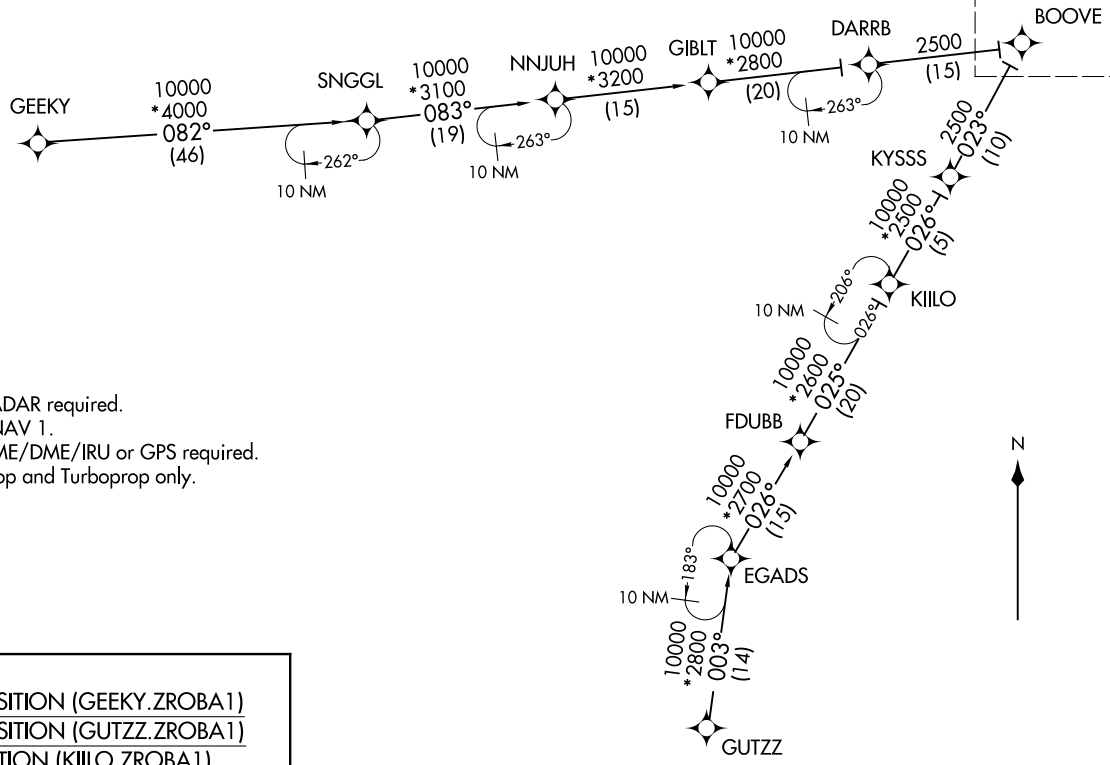 BOOVE
DARRB
2500
(15)
GIBLT
10000
*2800
(20)
263°
10 NM
NNJUH
10000
*3200
(15)
263°
10 NM
SNGGL
10000
*3100
083°
(19)
262°
10 NM
GEEKY
10000
*4000
082°
(46)
2500
023°
(10)
KYSSS
10000
*2500
026°
(5)
KIILO
206°
10 NM
026°
10000
*2600
025°
(20)
FDUBB
10000
*2700
026°
(15)
EGADS
183°
10 NM
10000
*2800
003°
(14)
GUTZZ
N
ADAR required.
NAV 1.
ME/DME/IRU or GPS required.
op and Turboprop only.
SITION (GEEKY.ZROBA1)
SITION (GUTZZ.ZROBA1)
TION (KIILO.ZROBA1)